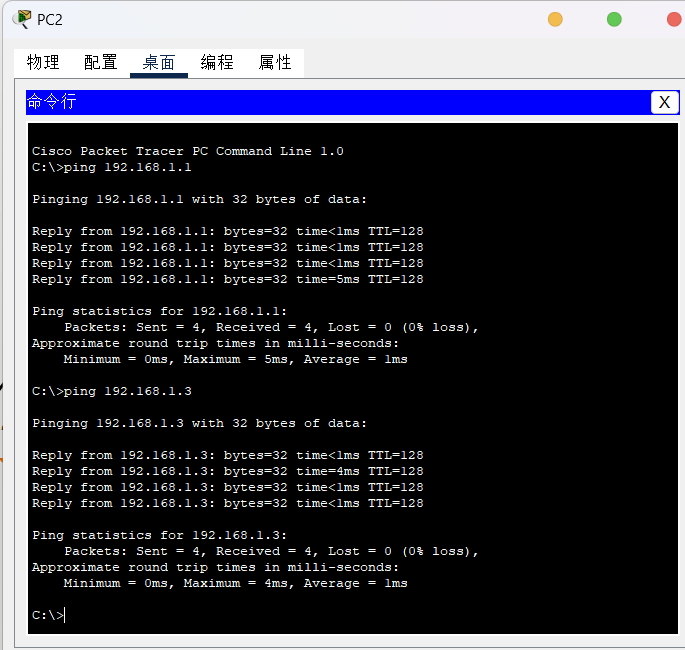 PC2
物理 配置 桌面 编程 属性
命令行
X
Cisco Packet Tracer PC Command Line 1.0
C:\>ping 192.168.1.1
Pinging 192.168.1.1 with 32 bytes of data:
Reply from 192.168.1.1: bytes=32 time<1ms TTL=128
Reply from 192.168.1.1: bytes=32 time<1ms TTL=128
Reply from 192.168.1.1: bytes=32 time<1ms TTL=128
Reply from 192.168.1.1: bytes=32 time=5ms TTL=128
Ping statistics for 192.168.1.1:
    Packets: Sent = 4, Received = 4, Lost = 0 (0% loss),
Approximate round trip times in milli-seconds:
    Minimum = 0ms, Maximum = 5ms, Average = 1ms
C:\>ping 192.168.1.3
Pinging 192.168.1.3 with 32 bytes of data:
Reply from 192.168.1.3: bytes=32 time<1ms TTL=128
Reply from 192.168.1.3: bytes=32 time=4ms TTL=128
Reply from 192.168.1.3: bytes=32 time<1ms TTL=128
Reply from 192.168.1.3: bytes=32 time<1ms TTL=128
Ping statistics for 192.168.1.3:
    Packets: Sent = 4, Received = 4, Lost = 0 (0% loss),
Approximate round trip times in milli-seconds:
    Minimum = 0ms, Maximum = 4ms, Average = 1ms
C:\>